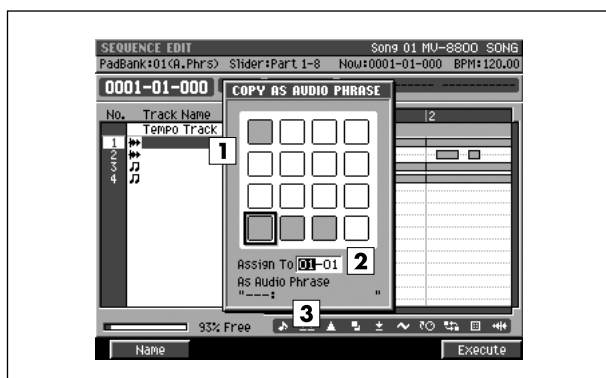 SEQUENCE EDIT Song 01 MV-8800 SONG
PadBank:01(A.Phrs) Slider:Part 1-8 Now:0001-01-000 BPM:120.00
0001-01-000
COPY AS AUDIO PHRASE
No. Track Name
2
Tempo Track
1
1
2
3
4
Assign To 01-01
2
As Audio Phrase
"---: "
3
93% Free
Name
Execute